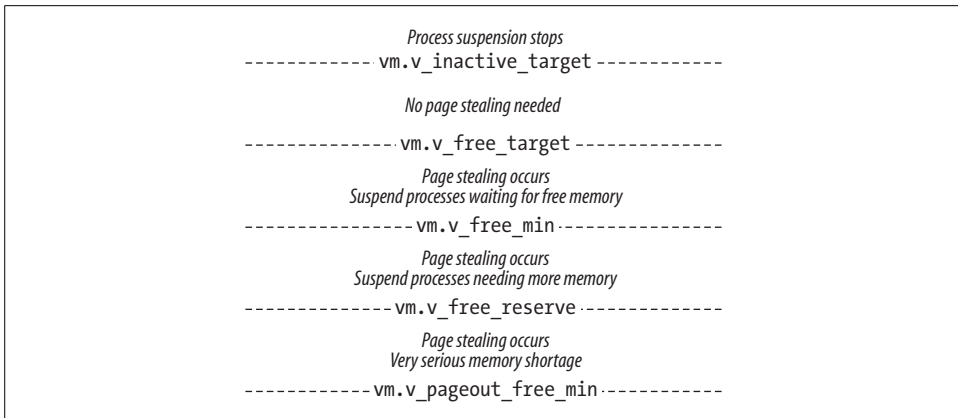 Process suspension stops
vm.v_inactive_target
No page stealing needed
vm.v_free_target
Page stealing occurs
Suspend processes waiting for free memory
vm.v_free_min
Page stealing occurs
Suspend processes needing more memory
vm.v_free_reserve
Page stealing occurs
Very serious memory shortage
vm.v_pageout_free_min